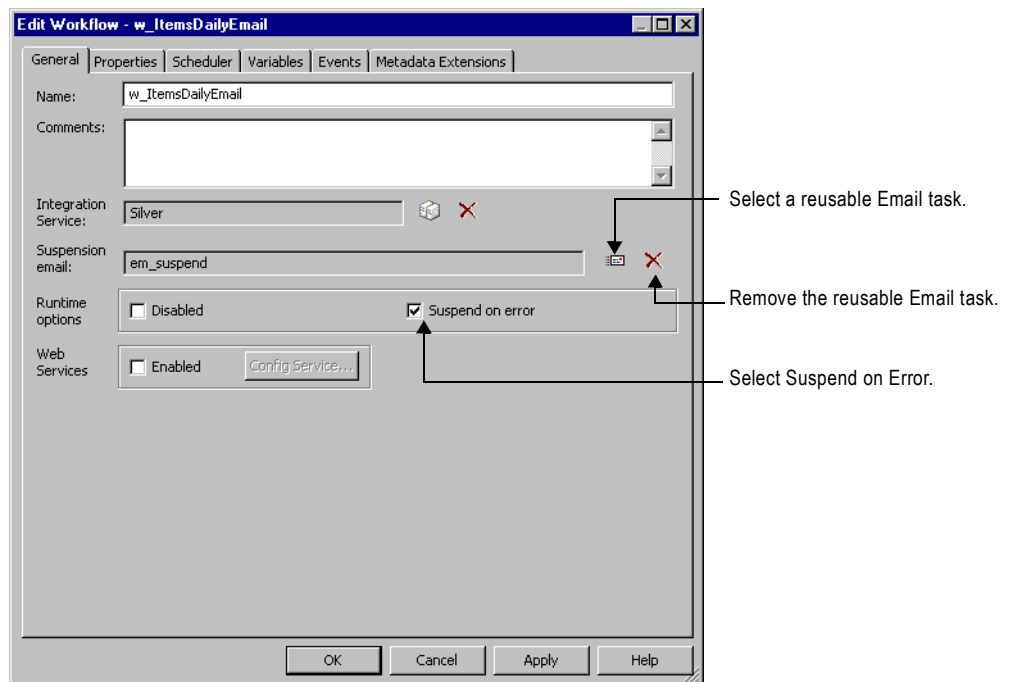 Edit Workflow - w_ItemsDailyEmail
General Properties Scheduler Variables Events Metadata Extensions
Name: w_ItemsDailyEmail
Comments:
Integration
Service: Silver
Select a reusable Email task.
Suspension
email: em_suspend
Remove the reusable Email task.
Runtime
options Disabled Suspend on error
Web
Services Enabled Config Service...
Select Suspend on Error.
OK Cancel Apply Help